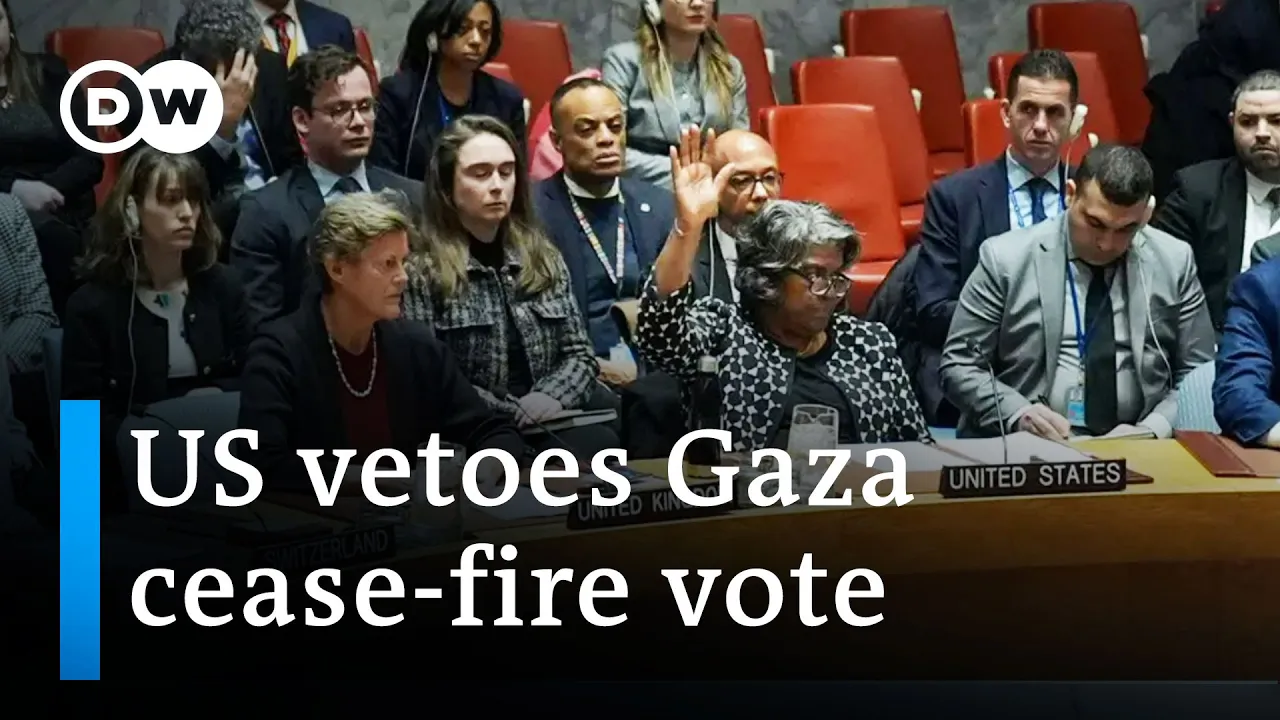 DW
UNITED STATES
UNITED KINGDOM
SWITZERLAND
US vetoes Gaza
cease-fire vote